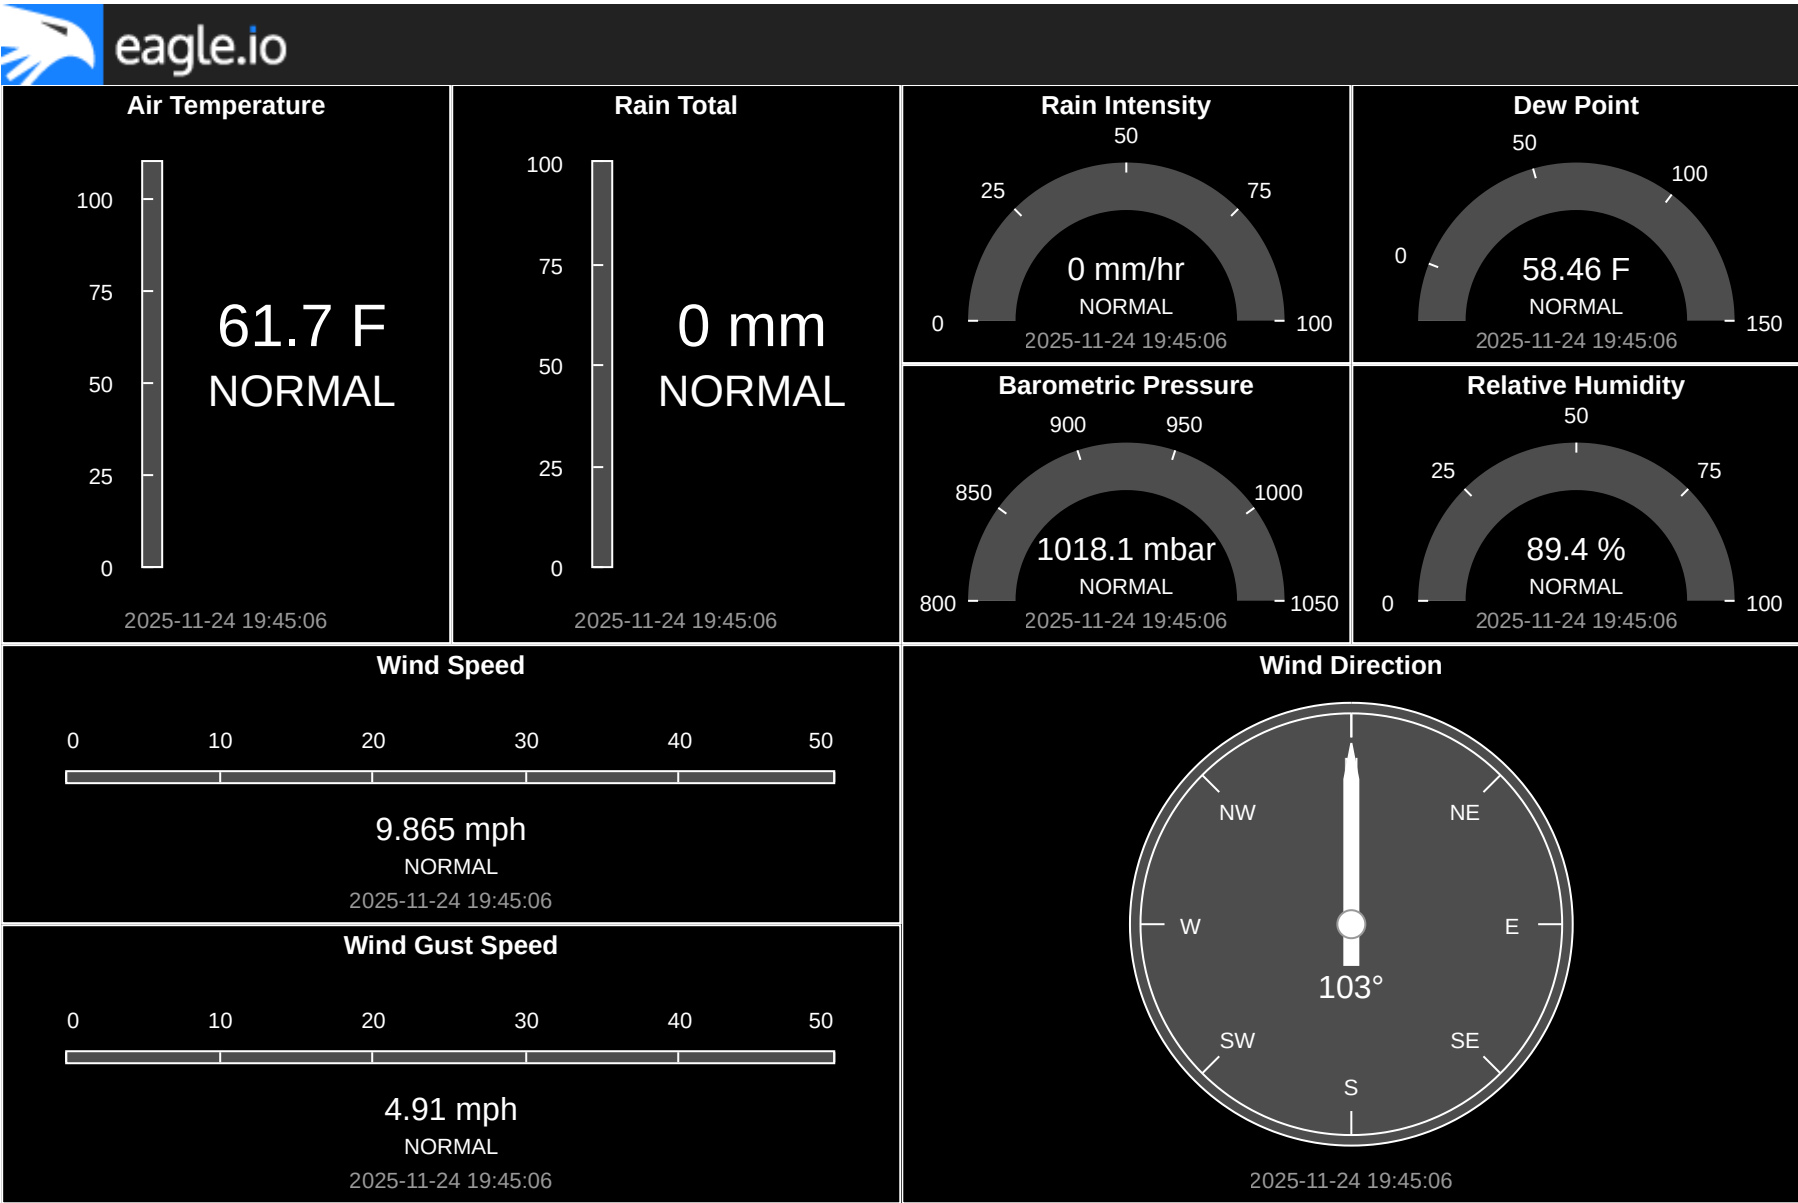 eagle.io
Air Temperature
100
75
50
25
0
61.7 F
NORMAL
2025-11-24 19:45:06
Rain Total
100
75
50
25
0
0 mm
NORMAL
2025-11-24 19:45:06
Rain Intensity
50
25
75
0
100
0 mm/hr
NORMAL
2025-11-24 19:45:06
Dew Point
50
100
0
150
58.46 F
NORMAL
2025-11-24 19:45:06
Barometric Pressure
900
950
850
1000
800
1050
1018.1 mbar
NORMAL
2025-11-24 19:45:06
Relative Humidity
50
25
75
0
100
89.4 %
NORMAL
2025-11-24 19:45:06
Wind Speed
0 10 20 30 40 50
9.865 mph
NORMAL
2025-11-24 19:45:06
Wind Gust Speed
0 10 20 30 40 50
4.91 mph
NORMAL
2025-11-24 19:45:06
Wind Direction
NW NE
W E
103°
SW SE
S
2025-11-24 19:45:06